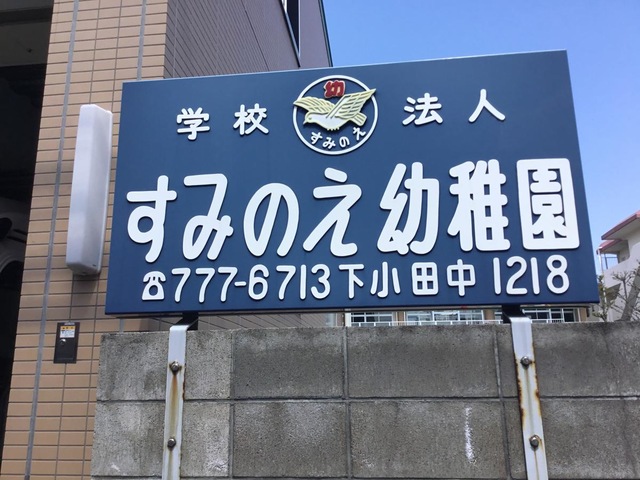 学校 法人
幼
すみのえ
すみのえ幼稚園
☎777-6713 下小田中 1218